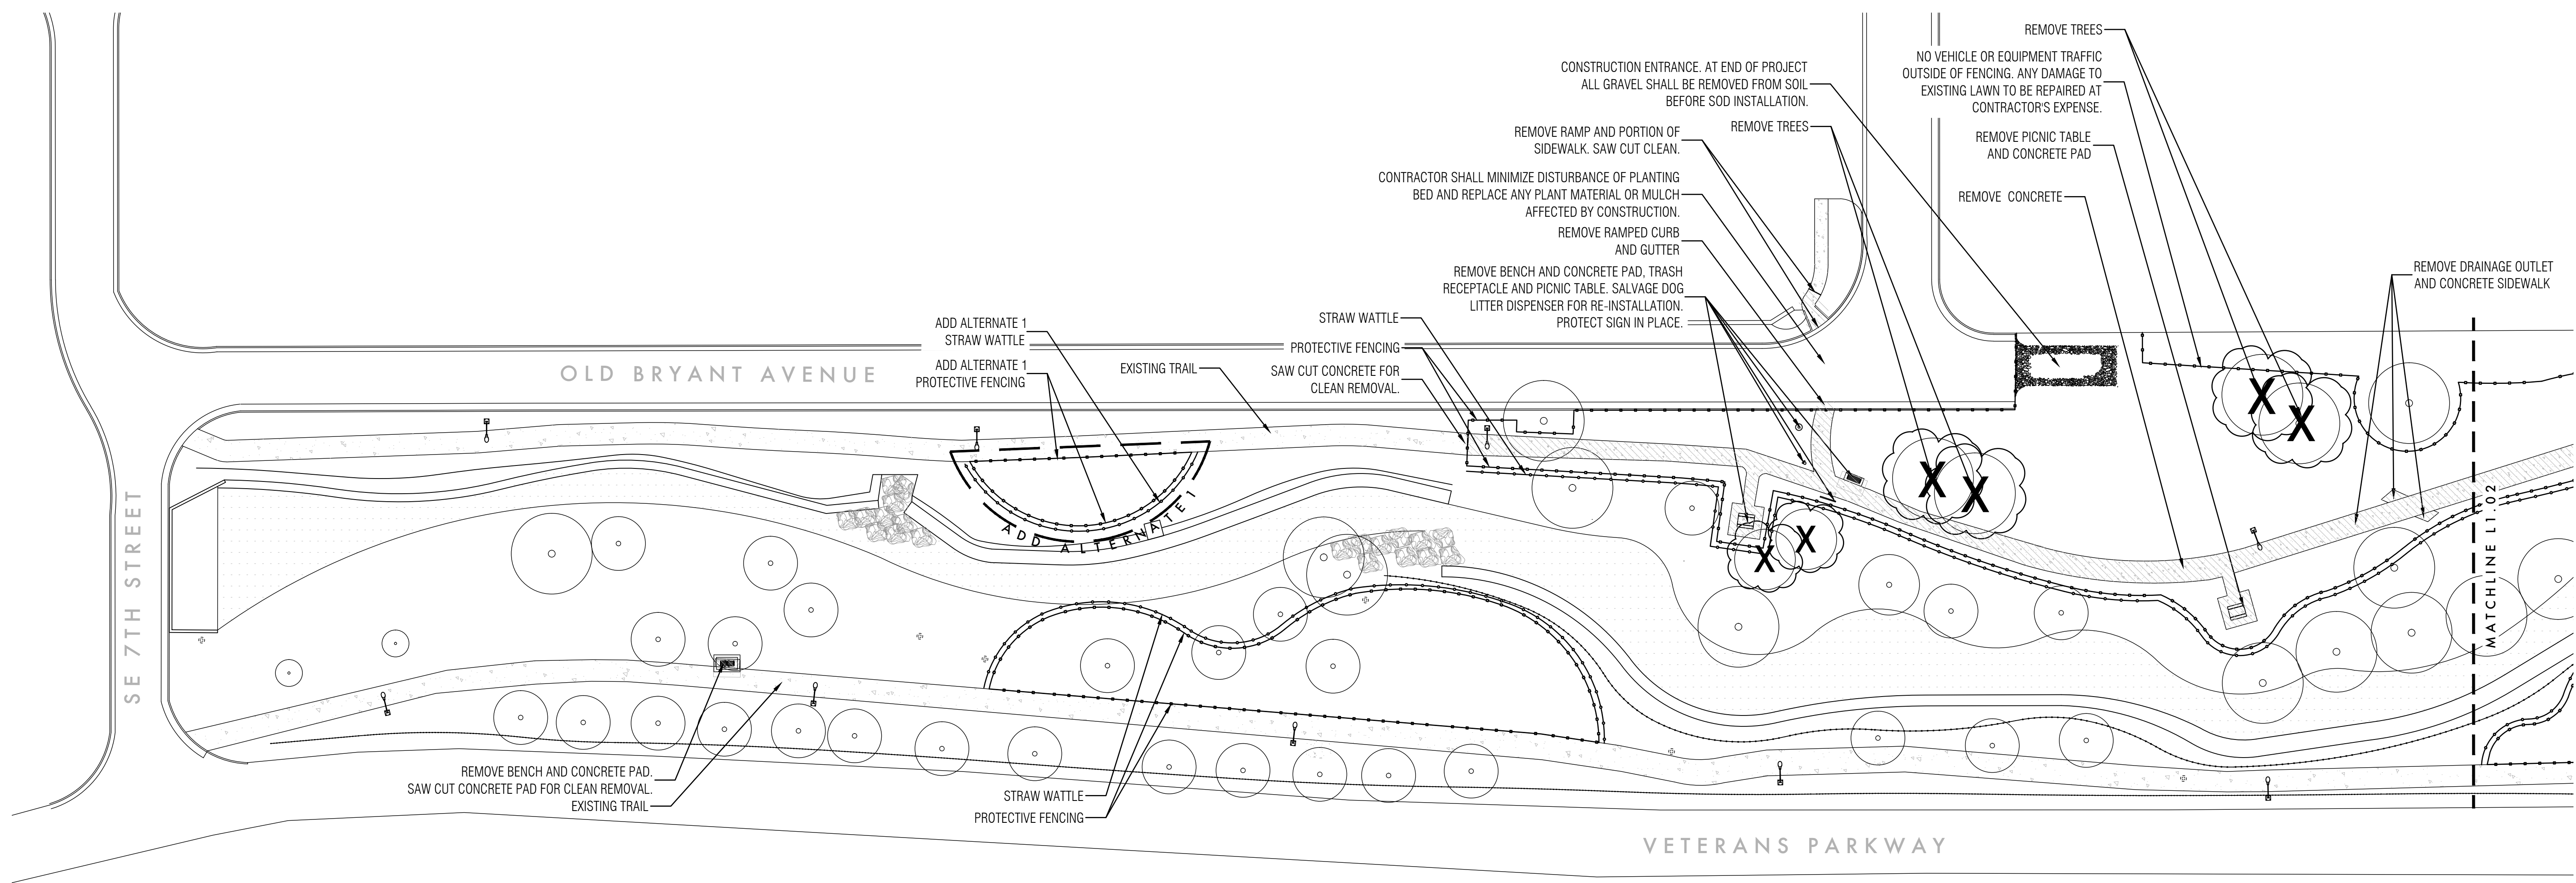 REMOVE TREES
NO VEHICLE OR EQUIPMENT TRAFFIC
OUTSIDE OF FENCING. ANY DAMAGE TO
EXISTING LAWN TO BE REPAIRED AT
CONTRACTOR'S EXPENSE.
CONSTRUCTION ENTRANCE. AT END OF PROJECT
ALL GRAVEL SHALL BE REMOVED FROM SOIL
BEFORE SOD INSTALLATION.
REMOVE TREES
REMOVE RAMP AND PORTION OF
SIDEWALK. SAW CUT CLEAN.
REMOVE PICNIC TABLE
AND CONCRETE PAD
CONTRACTOR SHALL MINIMIZE DISTURBANCE OF PLANTING
BED AND REPLACE ANY PLANT MATERIAL OR MULCH
AFFECTED BY CONSTRUCTION.
REMOVE CONCRETE
REMOVE RAMPED CURB
AND GUTTER
REMOVE BENCH AND CONCRETE PAD, TRASH
RECEPTACLE AND PICNIC TABLE. SALVAGE DOG
LITTER DISPENSER FOR RE-INSTALLATION.
PROTECT SIGN IN PLACE.
REMOVE DRAINAGE OUTLET
AND CONCRETE SIDEWALK
ADD ALTERNATE 1
STRAW WATTLE
ADD ALTERNATE 1
PROTECTIVE FENCING
STRAW WATTLE
PROTECTIVE FENCING
SAW CUT CONCRETE FOR
CLEAN REMOVAL.
EXISTING TRAIL
OLD BRYANT AVENUE
X
X
X
X
X
X
ADD ALTERNATE 1
SE 7TH STREET
MATCHLINE L1.02
REMOVE BENCH AND CONCRETE PAD.
SAW CUT CONCRETE PAD FOR CLEAN REMOVAL.
EXISTING TRAIL
STRAW WATTLE
PROTECTIVE FENCING
VETERANS PARKWAY